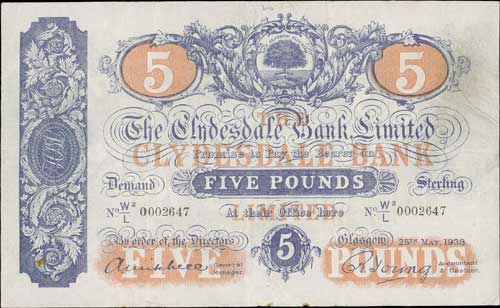 5 5
The Clydesdale Bank Limited
Promise to Pay the Bearer on
CLYDESDALE BANK
Demand FIVE POUNDS Sterling
LIMITED
No W2/L 0002647 At their Office here No W2/L 0002647
By order of the Directors Glasgow 25TH MAY, 1938
FIVE 5 POUND
General Manager. Accountant & Cashier.